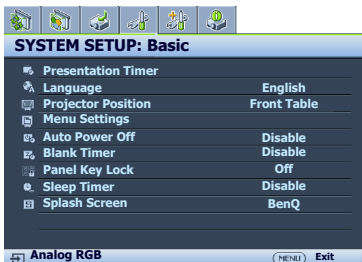 SYSTEM SETUP: Basic
Presentation Timer
Language English
Projector Position Front Table
Menu Settings
Auto Power Off Disable
Blank Timer Disable
Panel Key Lock Off
Sleep Timer Disable
Splash Screen BenQ
Analog RGB MENU Exit